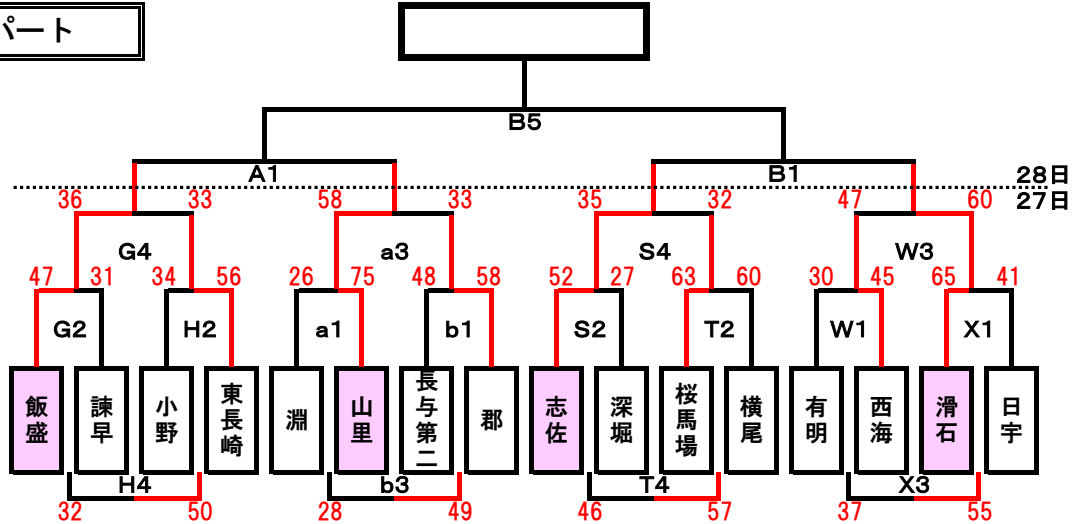 パート
B5
A1
B1
28日
27日
36
33
58
33
35
32
47
60
G4
a3
S4
W3
47
31
34
56
26
75
48
58
52
27
63
60
30
45
65
41
G2
H2
a1
b1
S2
T2
W1
X1
飯盛
諫早
小野
東長崎
淵
山里
長与第二
郡
志佐
深堀
桜馬場
横尾
有明
西海
滑石
日宇
H4
b3
T4
X3
32
50
28
49
46
57
37
55